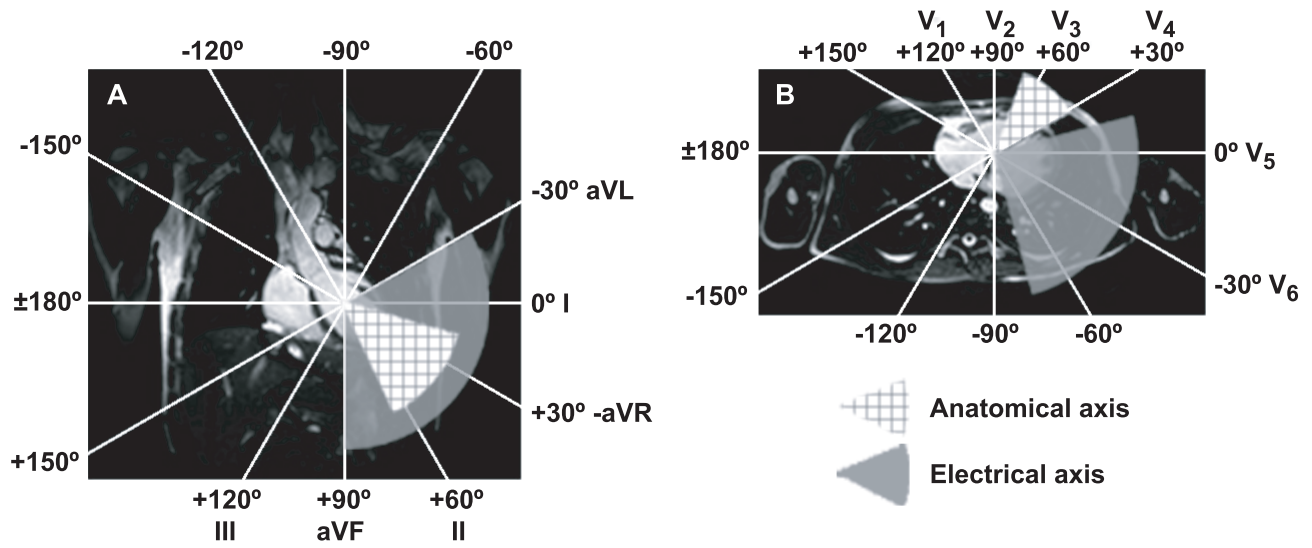 -120º -90º -60º
A
-150º
-30º aVL
±180º
0º I
+30º -aVR
+150º
+120º +90º +60º
III aVF II
V1 V2 V3 V4
+150º +120º +90º +60º +30º
B
±180º
0º V5
-150º
-30º V6
-120º -90º -60º
Anatomical axis
Electrical axis